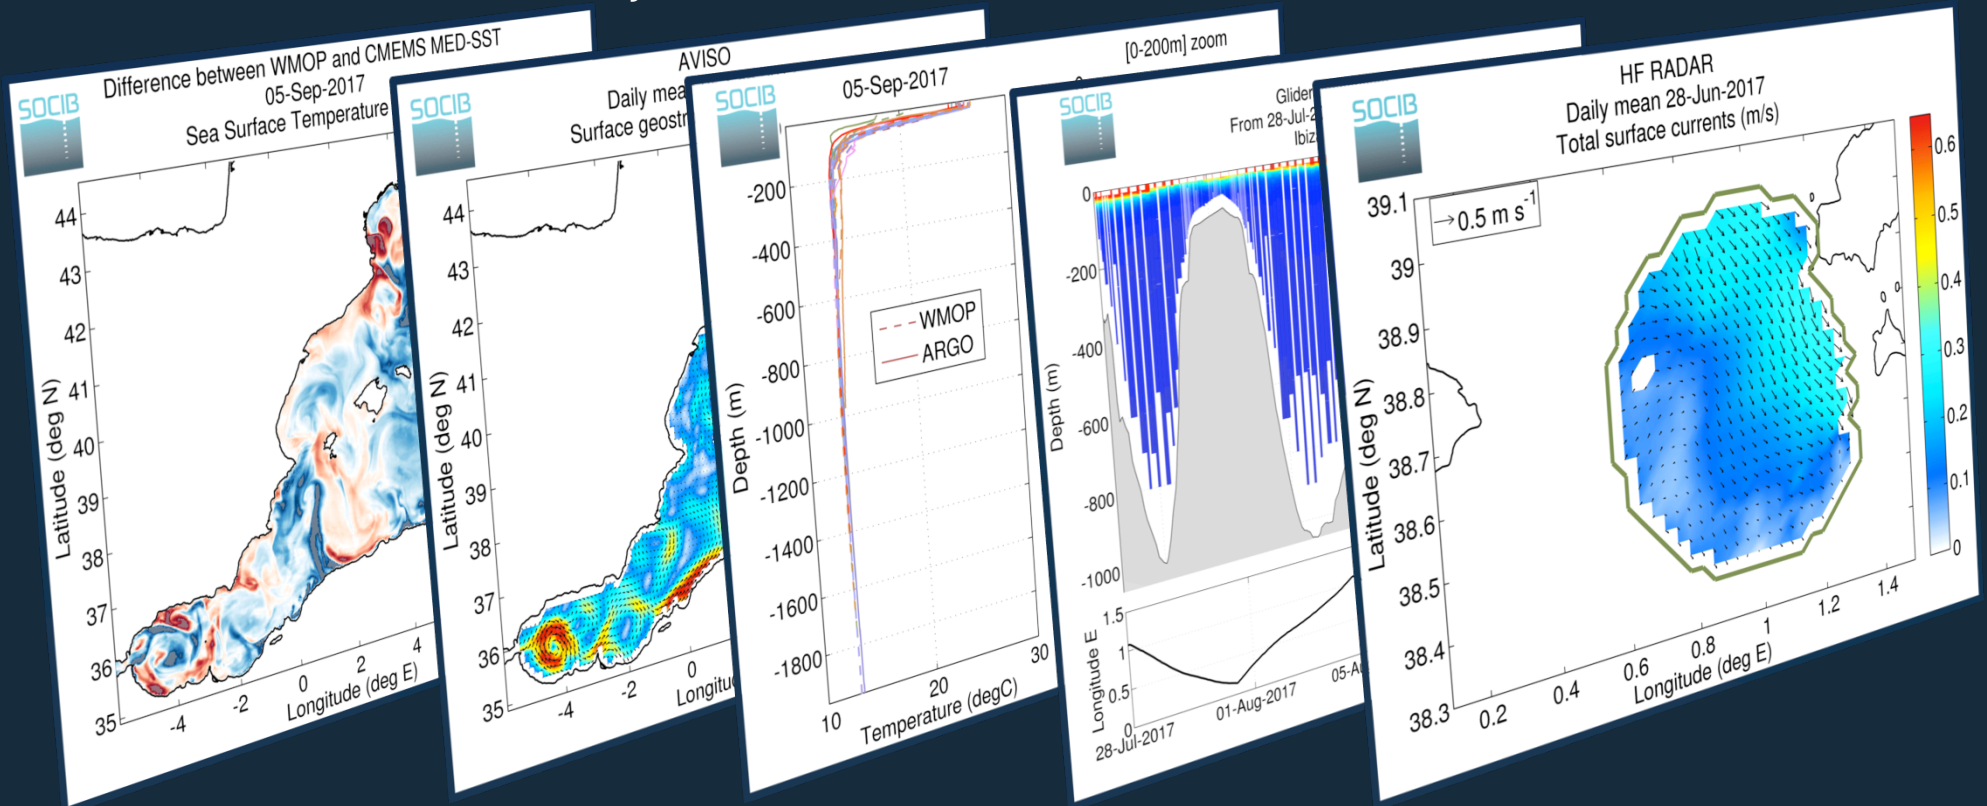 Difference between WMOP and CMEMS MED-SST
05-Sep-2017
Sea Surface Temperature
SOCIB
44
43
42
41
40
39
38
37
36
35
Latitude (deg N)
-4
-2
0
2
4
Longitude (deg E)
AVISO
Daily
Surface
SOCIB
44
43
42
41
40
39
38
37
36
35
Latitude (deg N)
-4
-2
0
[0-200m] zoom
05-Sep-2017
SOCIB
-200
-400
-600
-800
-1000
-1200
-1400
-1600
-1800
Depth (m)
WMOP
ARGO
10
20
30
Temperature (degC)
SOCIB
Glider
From 28-Jul-2
Ibiz
0
-200
-400
-600
-800
-1000
Depth (m)
1.5
1
0.5
0
Longitude E
28-Jul-2017
01-Aug-2017
HF RADAR
Daily mean 28-Jun-2017
Total surface currents (m/s)
SOCIB
→0.5 m s-1
39.1
39
38.9
38.8
38.7
38.6
38.5
38.4
38.3
Latitude (deg N)
0.2
0.4
0.6
0.8
1
1.2
1.4
Longitude (deg E)
0.6
0.5
0.4
0.3
0.2
0.1
0